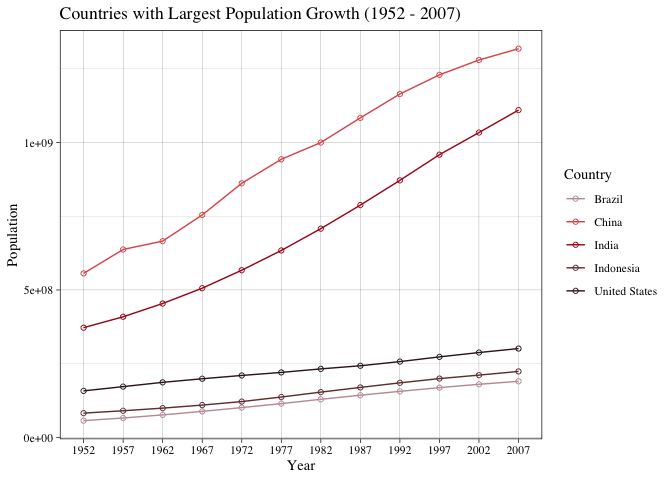 Countries with Largest Population Growth (1952 - 2007)
Population
1e+09
5e+08
0e+00
1952 1957 1962 1967 1972 1977 1982 1987 1992 1997 2002 2007
Year
Country
Brazil
China
India
Indonesia
United States